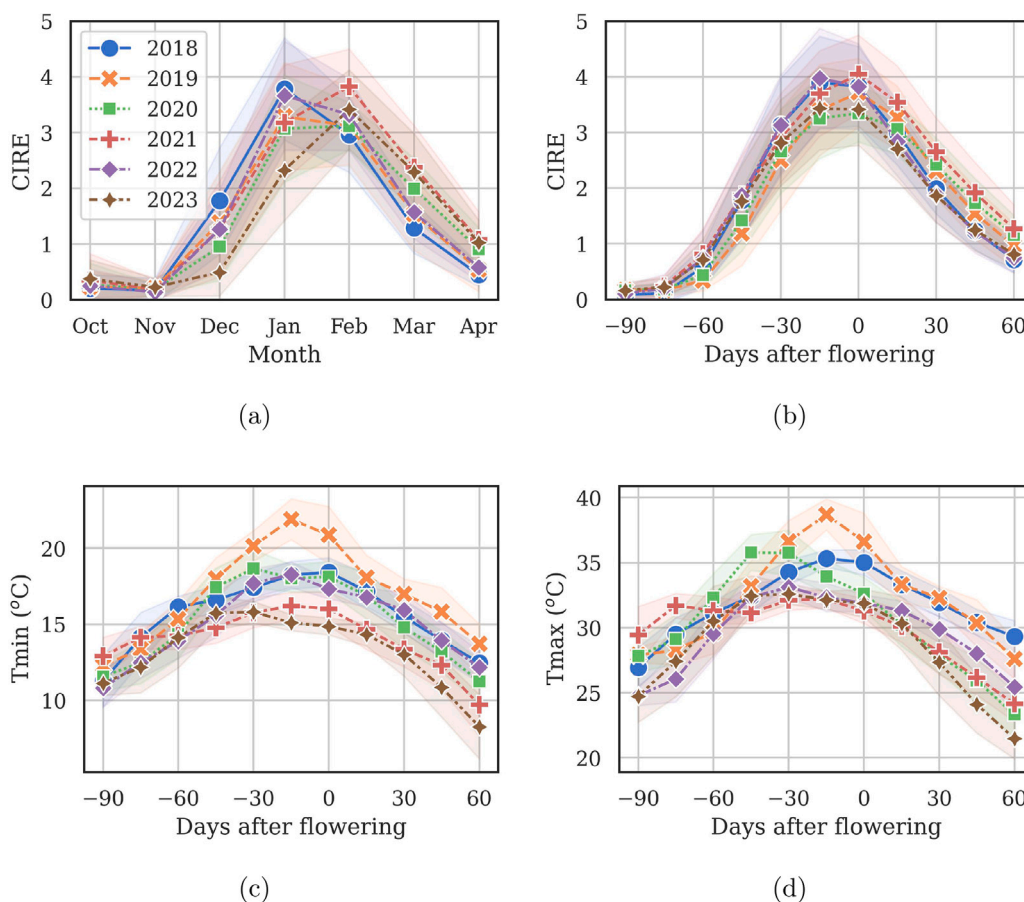 5
4
3
2
1
0
CIRE
2018
2019
2020
2021
2022
2023
Oct Nov Dec Jan Feb Mar Apr
Month
(a)
5
4
3
2
1
0
CIRE
−90 −60 −30 0 30 60
Days after flowering
(b)
20
15
10
Tmin (°C)
−90 −60 −30 0 30 60
Days after flowering
(c)
40
35
30
25
20
Tmax (°C)
−90 −60 −30 0 30 60
Days after flowering
(d)